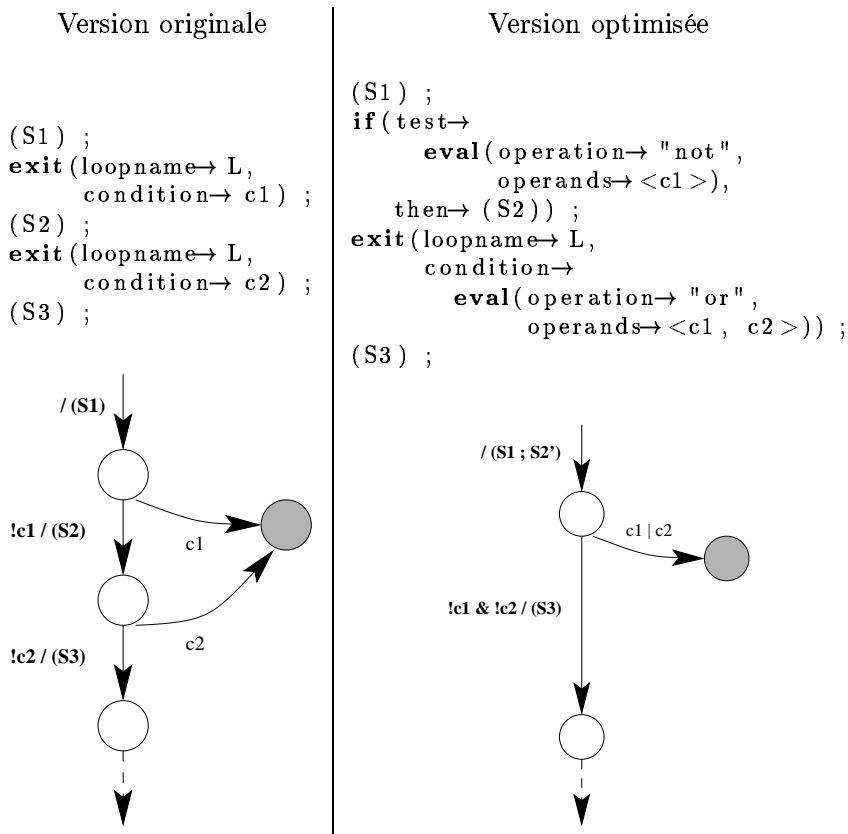 Version originale
(S1) ;
exit(loopname→ L,
condition→ c1) ;
(S2) ;
exit(loopname→ L,
condition→ c2) ;
(S3) ;
/ (S1)
!c1 / (S2)
c1
!c2 / (S3)
c2
Version optimisée
(S1) ;
if(test→
eval(operation→ "not",
operands→ <c1>),
then→ (S2)) ;
exit(loopname→ L,
condition→
eval(operation→ "or",
operands→ <c1, c2>)) ;
(S3) ;
/ (S1 ; S2')
c1 | c2
!c1 & !c2 / (S3)